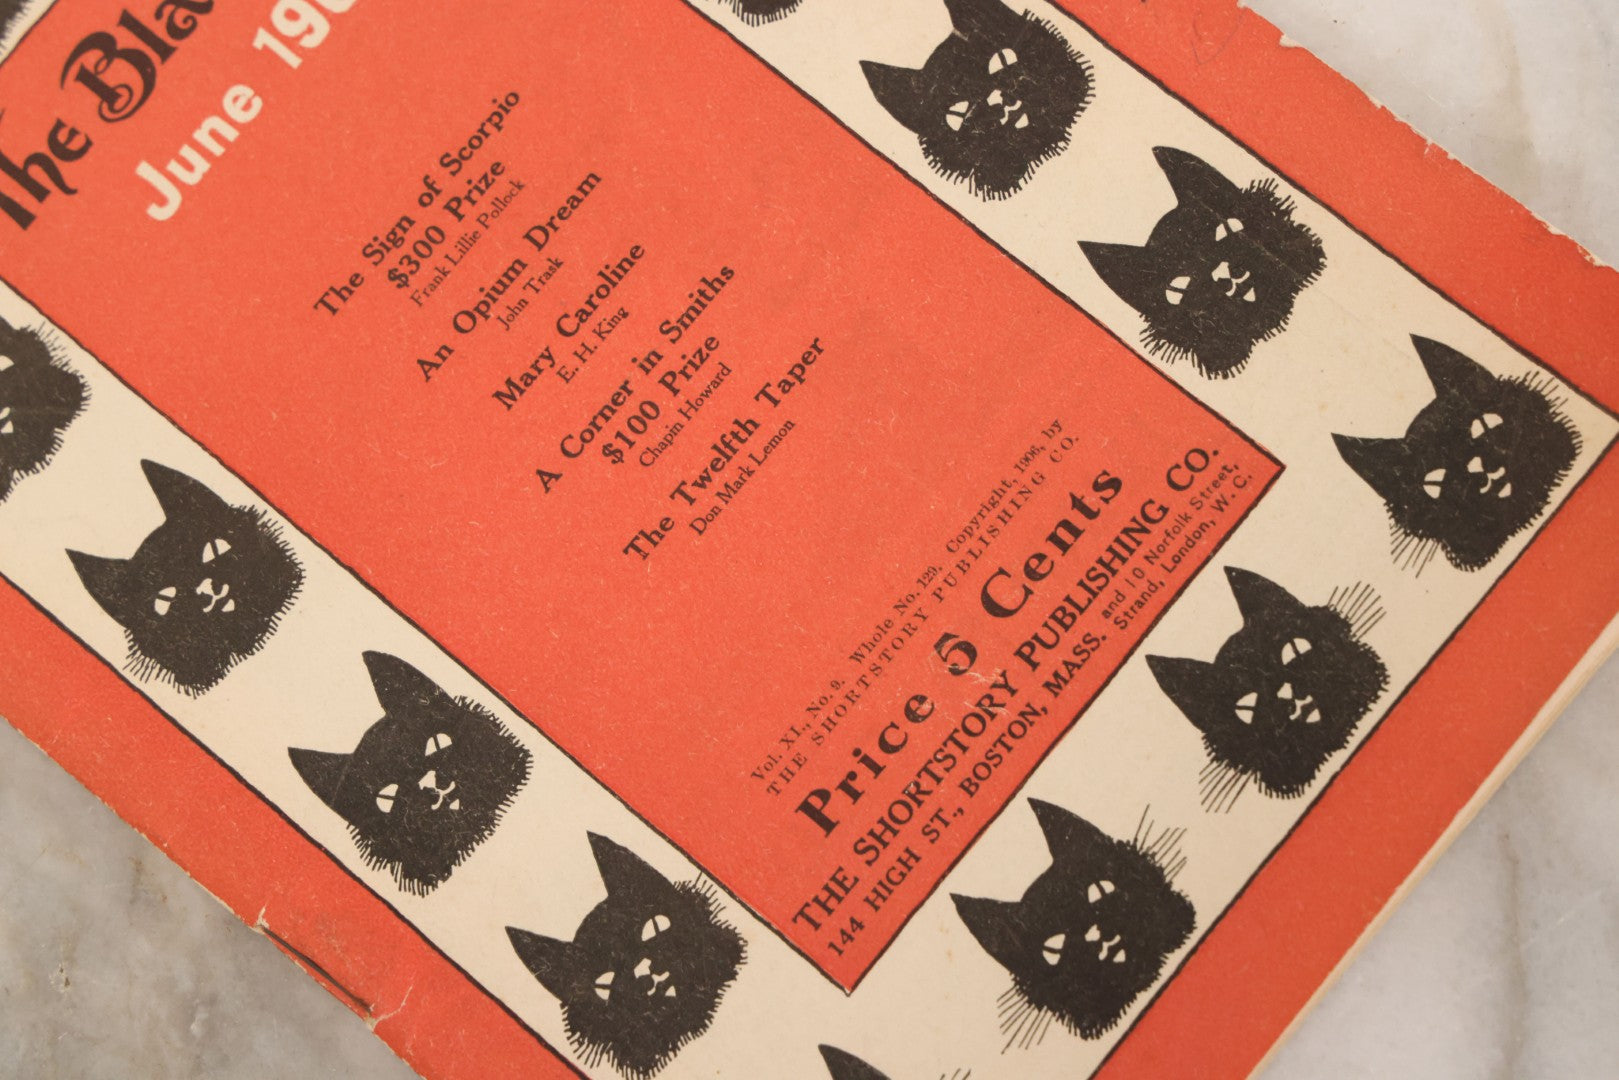 The Bla
June 190
The Sign of Scorpio
$300 Prize
Frank Lillie Pollock
An Opium Dream
John Trask
Mary Caroline
E. H. King
A Corner in Smiths
$100 Prize
Chapin Howard
The Twelfth Taper
Don Mark Lemon
Vol. XI., No. 9. Whole No. 129. Copyright, 1906, by
THE SHORTSTORY PUBLISHING CO.
Price 5 Cents
THE SHORTSTORY PUBLISHING CO.
144 HIGH ST., BOSTON, MASS. and 10 Norfolk Street,
Strand, London, W. C.